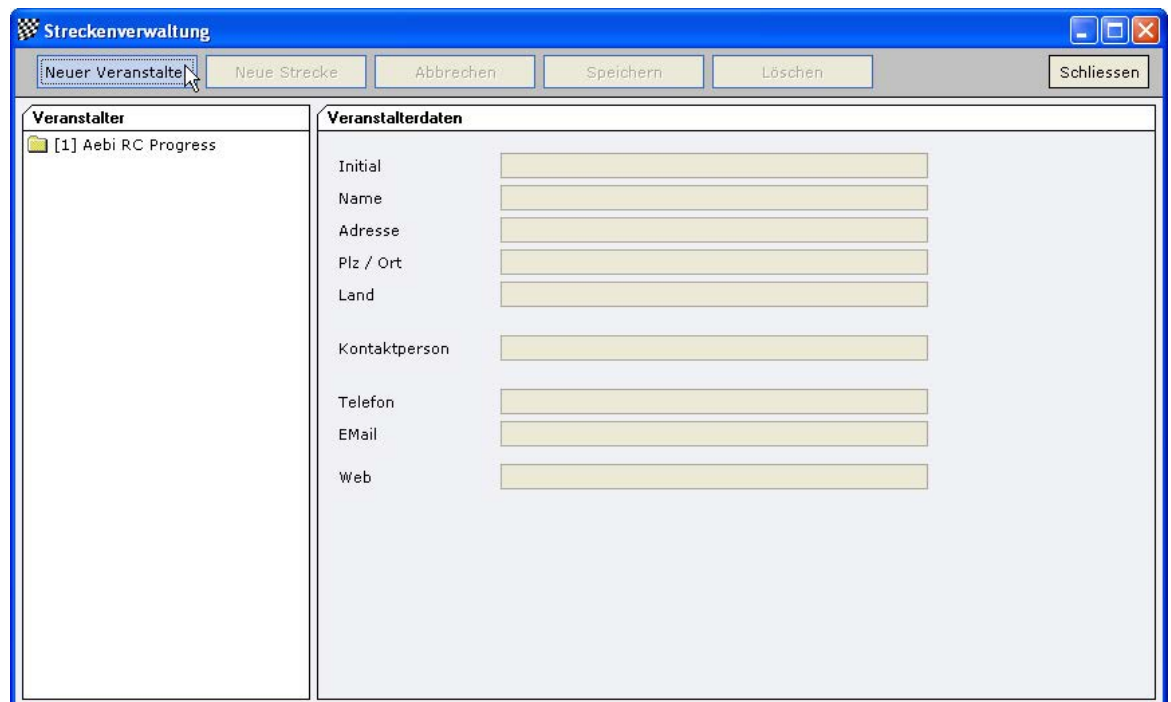 Streckenverwaltung
Neuer Veranstalter Neue Strecke Abbrechen Speichern Löschen Schliessen
Veranstalter
[1] Aebi RC Progress
Veranstalterdaten
Initial
Name
Adresse
Plz / Ort
Land
Kontaktperson
Telefon
EMail
Web